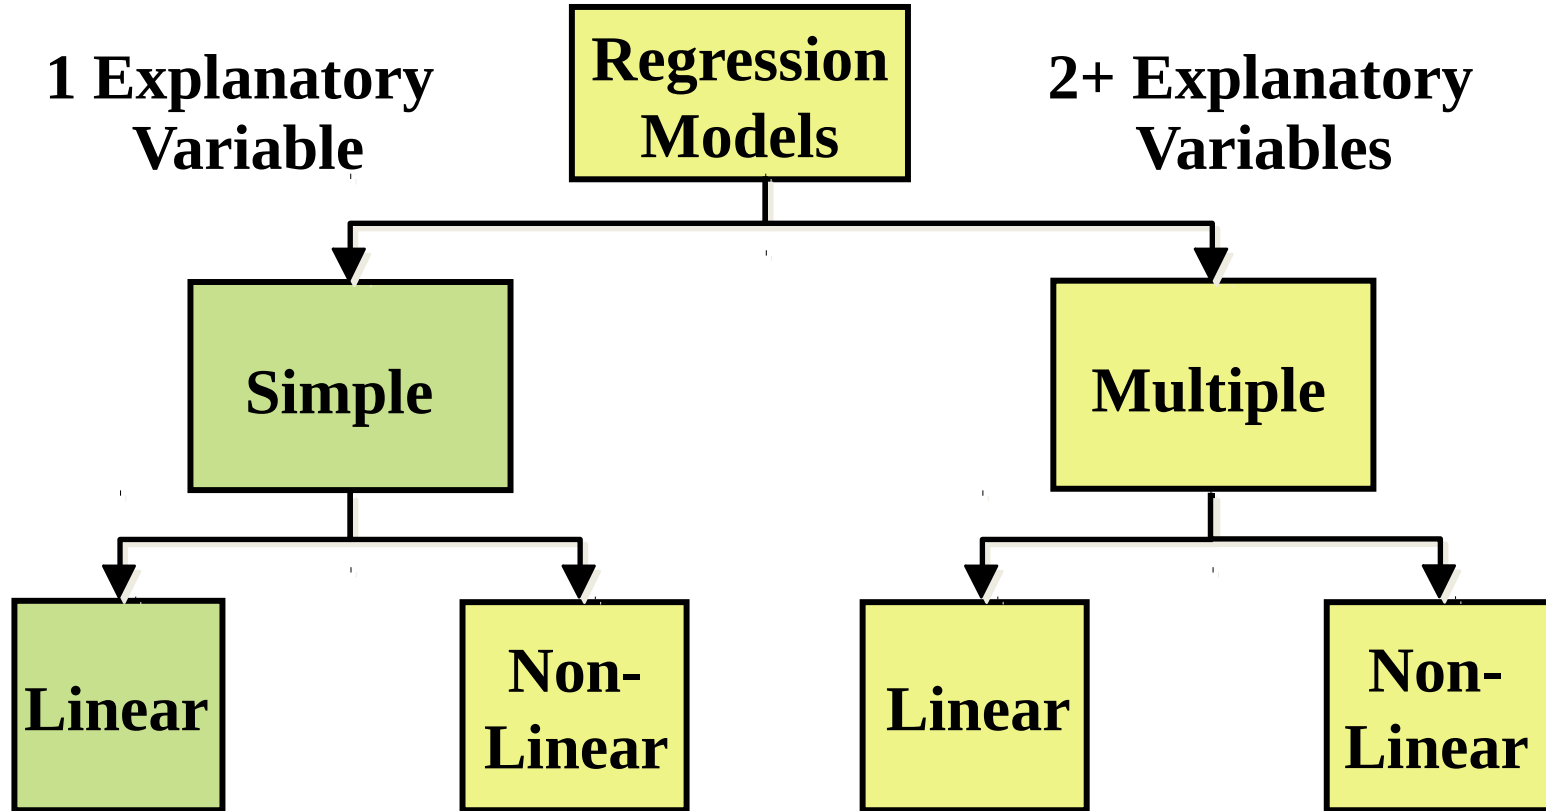 1 Explanatory
Variable
Regression
Models
2+ Explanatory
Variables
Simple
Multiple
Linear
Non-
Linear
Linear
Non-
Linear